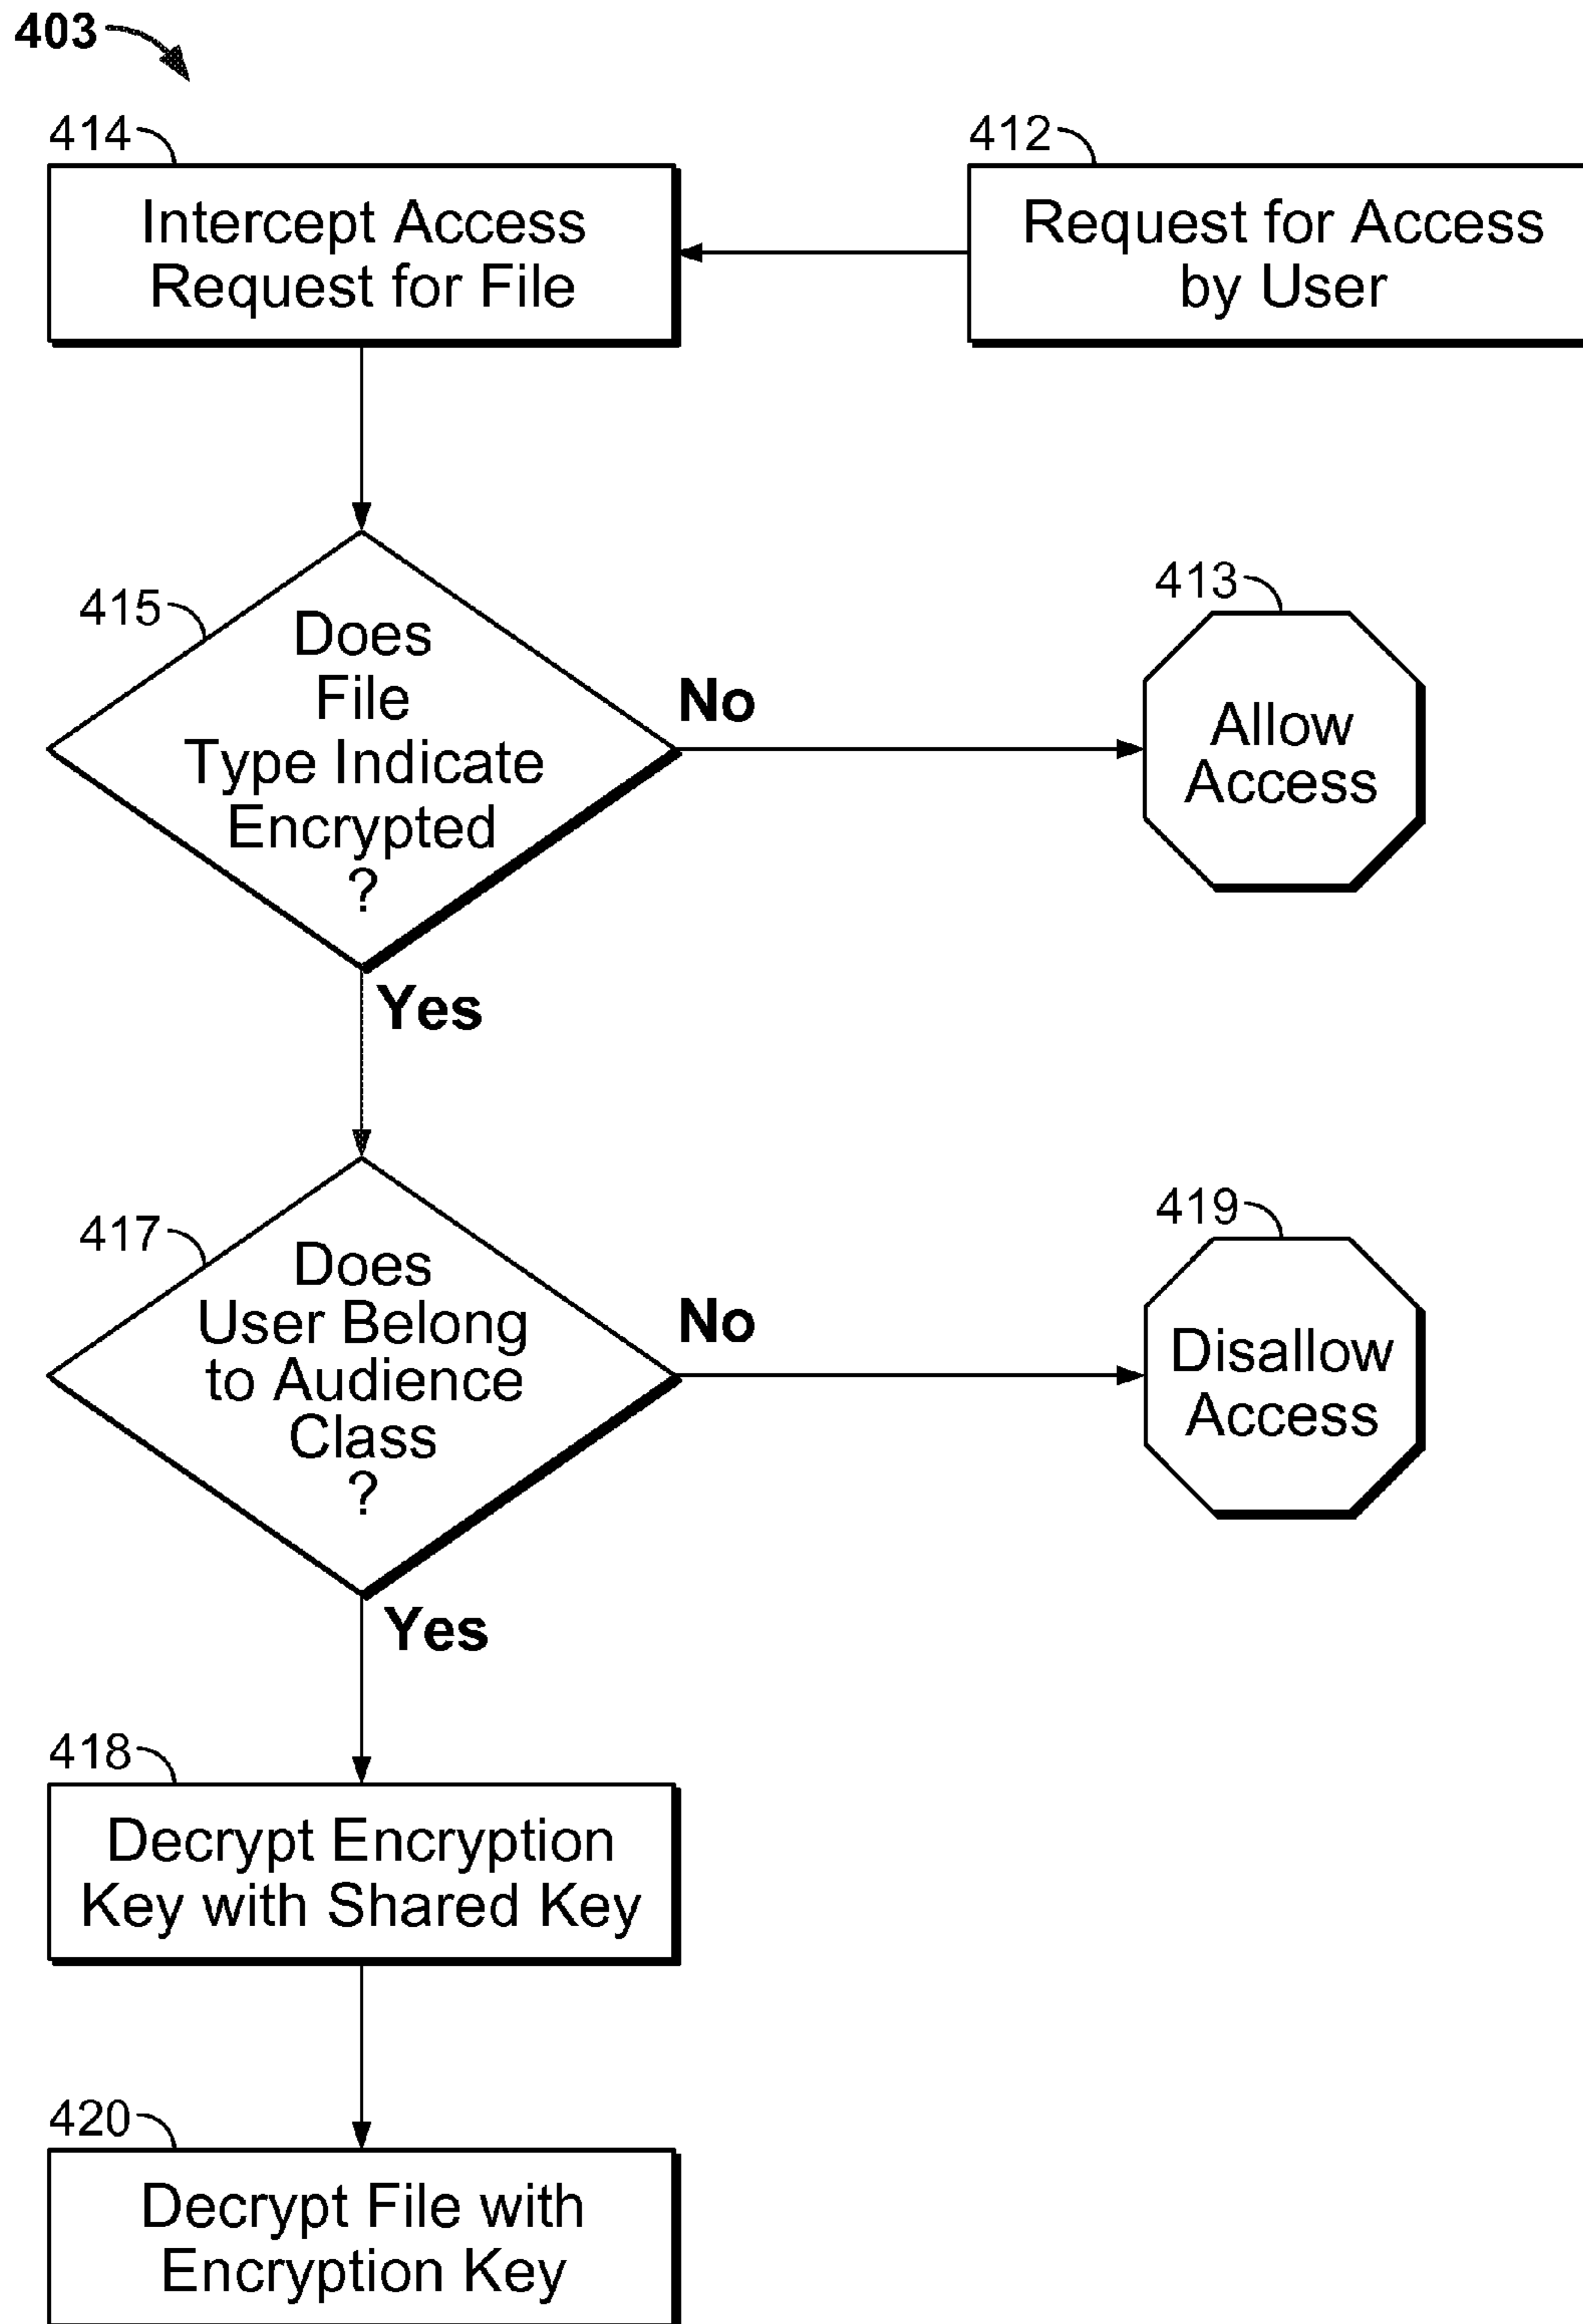 403
414
Intercept Access
Request for File
412
Request for Access
by User
415
Does
File
Type Indicate
Encrypted
?
No
413
Allow
Access
Yes
417
Does
User Belong
to Audience
Class
?
No
419
Disallow
Access
Yes
418
Decrypt Encryption
Key with Shared Key
420
Decrypt File with
Encryption Key